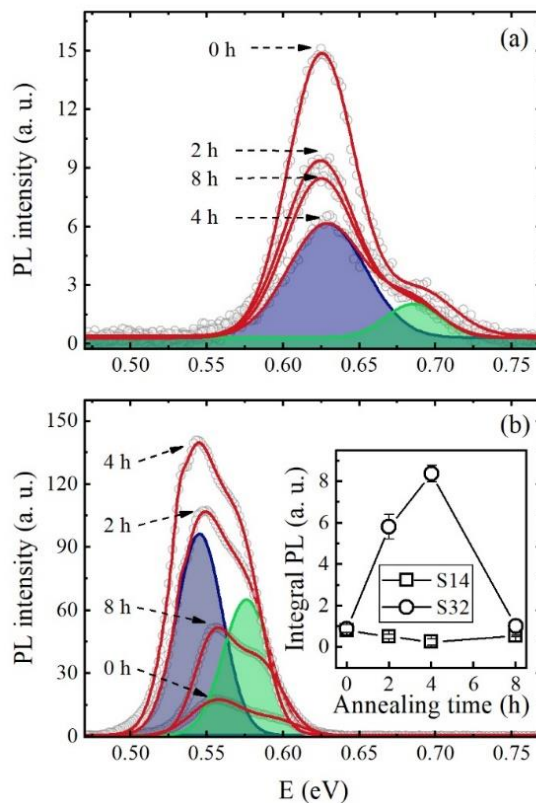 (a)
0 h
2 h
8 h
4 h
PL intensity (a. u.)
15
12
9
6
3
0
0.50 0.55 0.60 0.65 0.70 0.75
(b)
4 h
2 h
8 h
0 h
PL intensity (a. u.)
150
120
90
60
30
0
Integral PL (a. u.)
8
6
4
2
0
S14
S32
0 2 4 8
Annealing time (h)
0.50 0.55 0.60 0.65 0.70 0.75
E (eV)